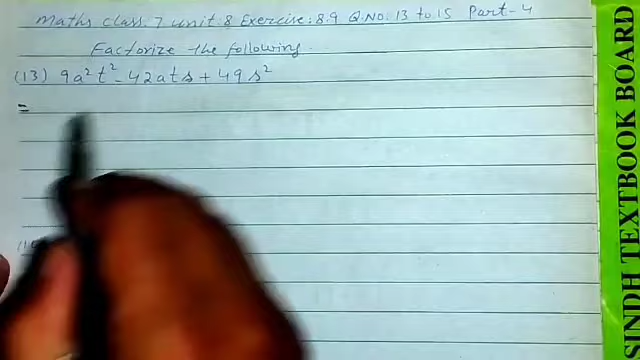 Maths class. 7 unit: 8 Exercise: 8.9 Q.NO: 13 to 15 Part-4
Factorize the following.
(13) 9a²t² - 42ats + 49s²
=
SINDH TEXTBOOK BOARD